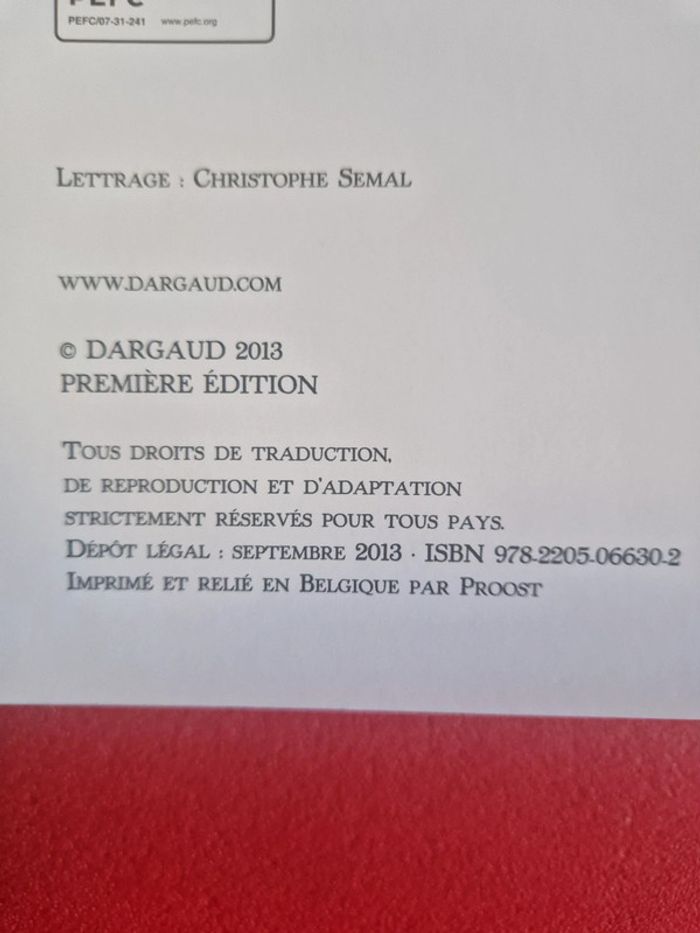 PEFC
PEFC/07-31-241 www.pefc.org
LETTRAGE : CHRISTOPHE SEMAL
WWW.DARGAUD.COM
© DARGAUD 2013
PREMIÈRE ÉDITION
TOUS DROITS DE TRADUCTION,
DE REPRODUCTION ET D'ADAPTATION
STRICTEMENT RÉSERVÉS POUR TOUS PAYS.
DÉPÔT LÉGAL : SEPTEMBRE 2013 · ISBN 978-2205-06630-2
IMPRIMÉ ET RELIÉ EN BELGIQUE PAR PROOST